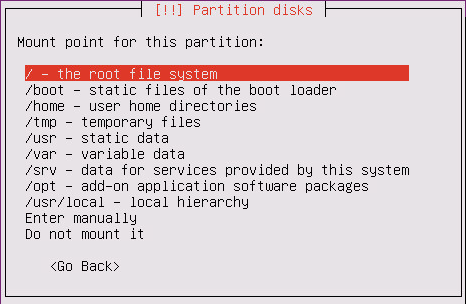 [!!] Partition disks
Mount point for this partition:
/ - the root file system
/boot - static files of the boot loader
/home - user home directories
/tmp - temporary files
/usr - static data
/var - variable data
/srv - data for services provided by this system
/opt - add-on application software packages
/usr/local - local hierarchy
Enter manually
Do not mount it
<Go Back>